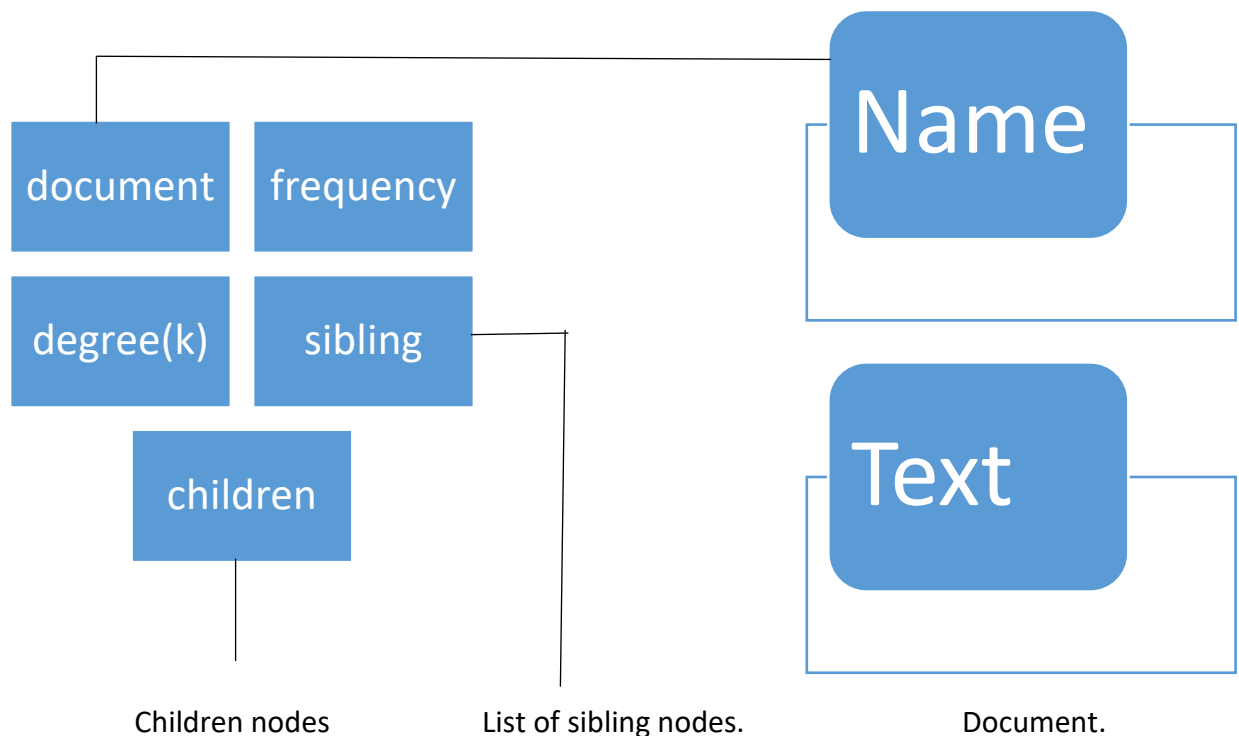 Name
document frequency
degree(k) sibling
Text
children
Children nodes List of sibling nodes. Document.